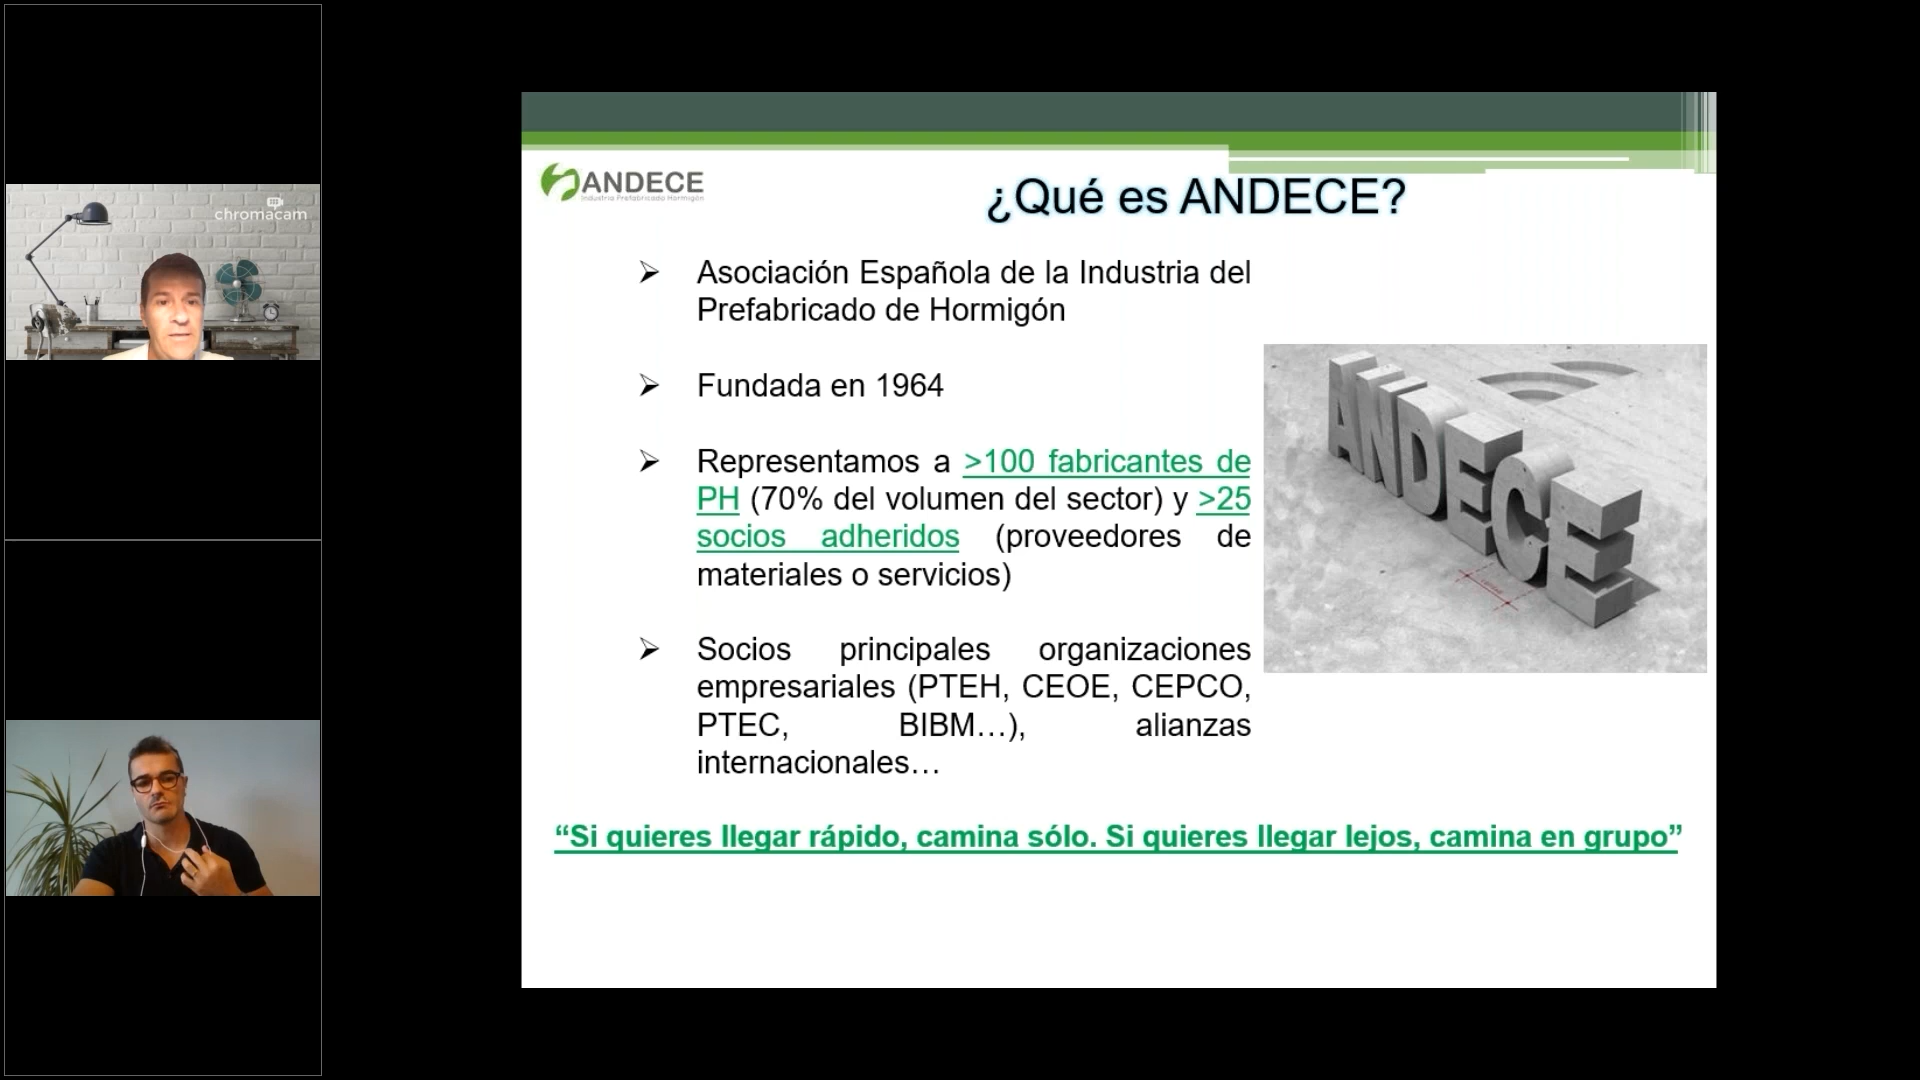 chromacam
ANDECE
Industria Prefabricado Hormigón
¿Qué es ANDECE?
➢ Asociación Española de la Industria del
Prefabricado de Hormigón
➢ Fundada en 1964
➢ Representamos a >100 fabricantes de
PH (70% del volumen del sector) y >25
socios adheridos (proveedores de
materiales o servicios)
➢ Socios principales organizaciones
empresariales (PTEH, CEOE, CEPCO,
PTEC, BIBM…), alianzas
internacionales…
ANDECE
“Si quieres llegar rápido, camina sólo. Si quieres llegar lejos, camina en grupo”